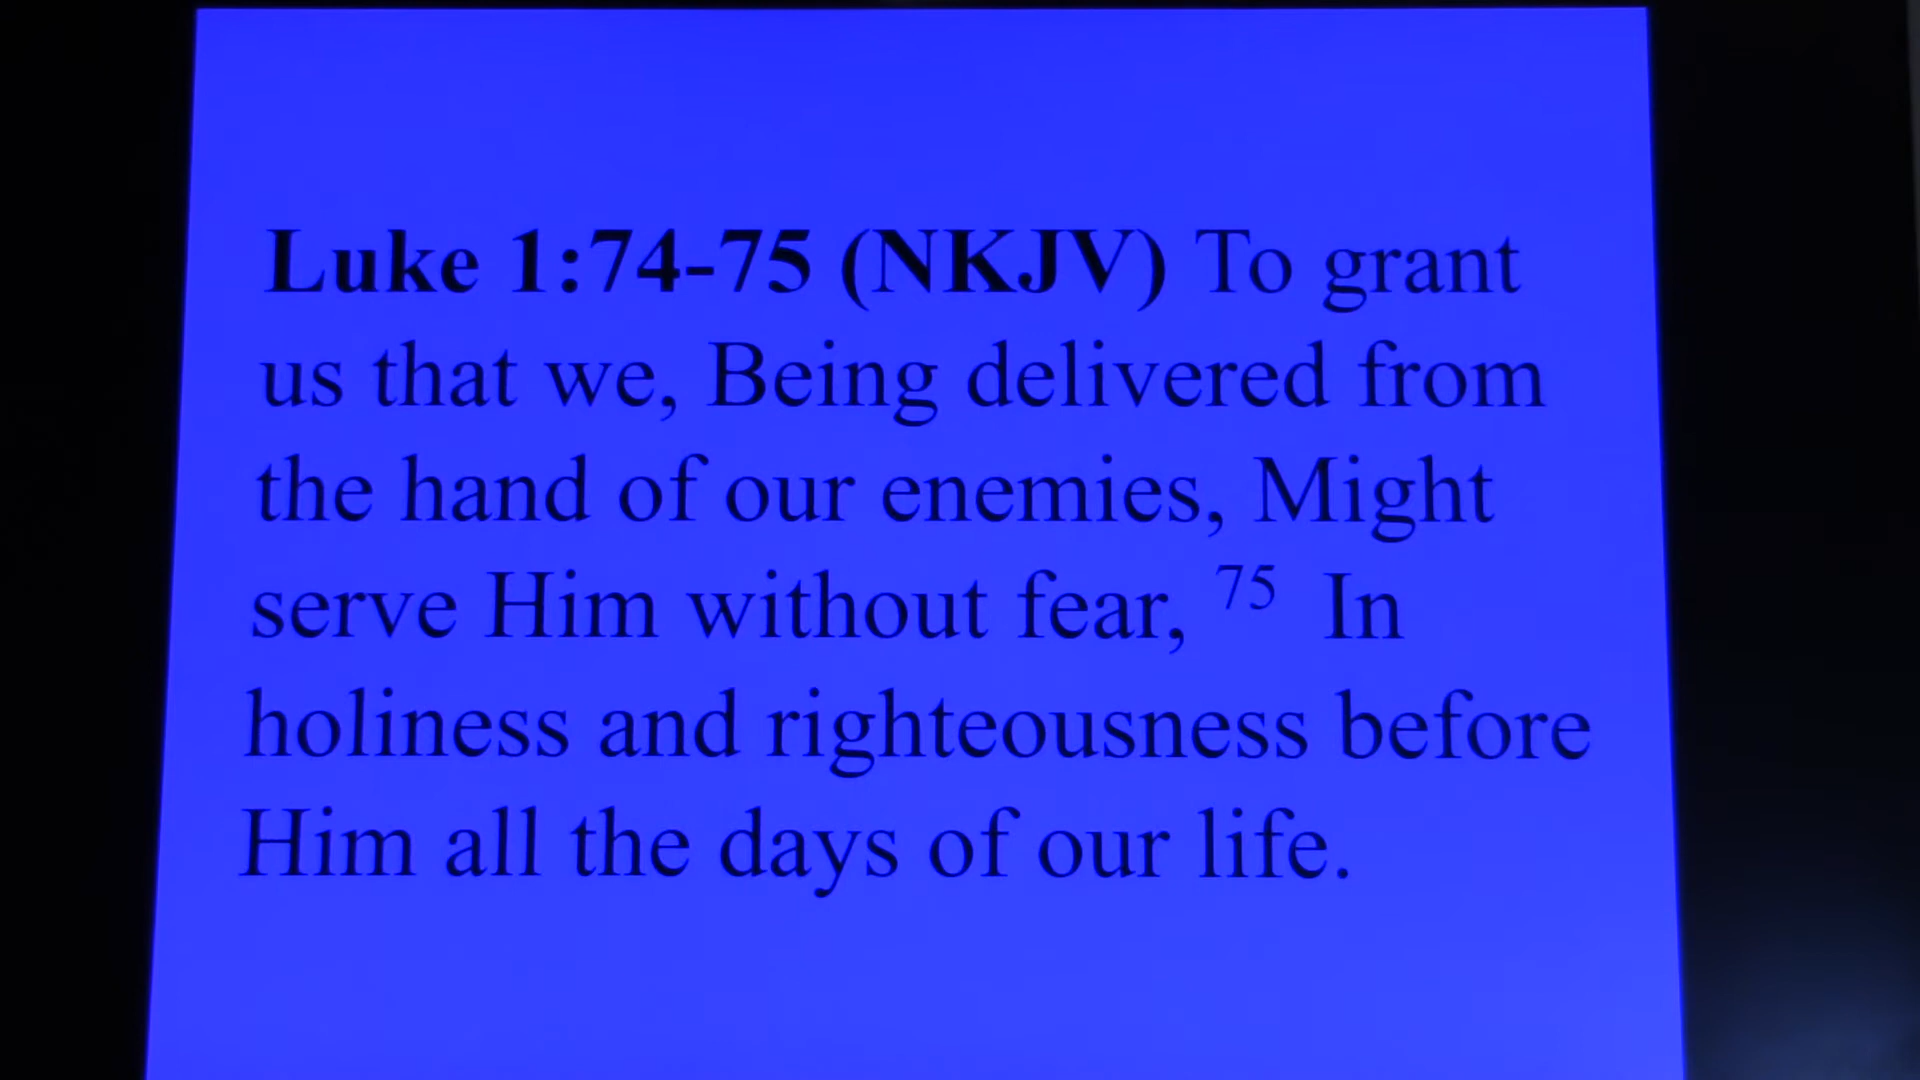 Luke 1:74-75 (NKJV) To grant
us that we, Being delivered from
the hand of our enemies, Might
serve Him without fear, 75 In
holiness and righteousness before
Him all the days of our life.